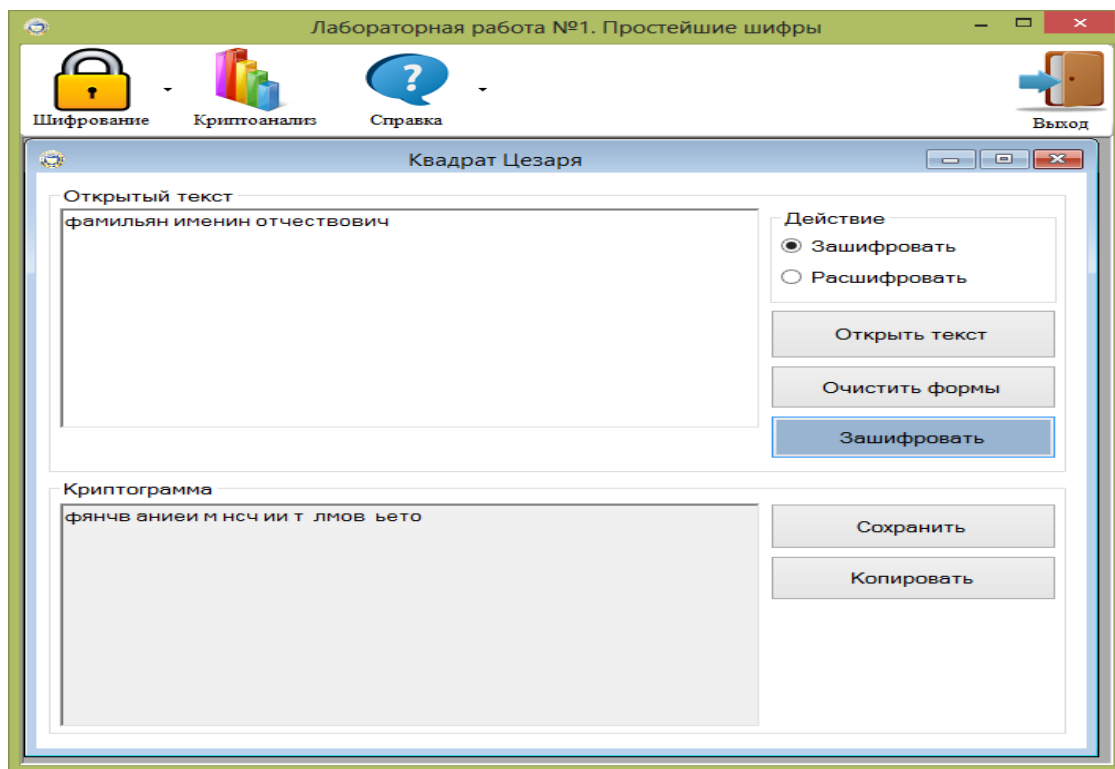 Лабораторная работа №1. Простейшие шифры
Шифрование Криптоанализ Справка Выход
Квадрат Цезаря
Открытый текст
фамильян именин отчествович
Действие
Зашифровать
Расшифровать
Открыть текст
Очистить формы
Зашифровать
Криптограмма
фянчв аниеи м нсч ии т лмов ьето
Сохранить
Копировать